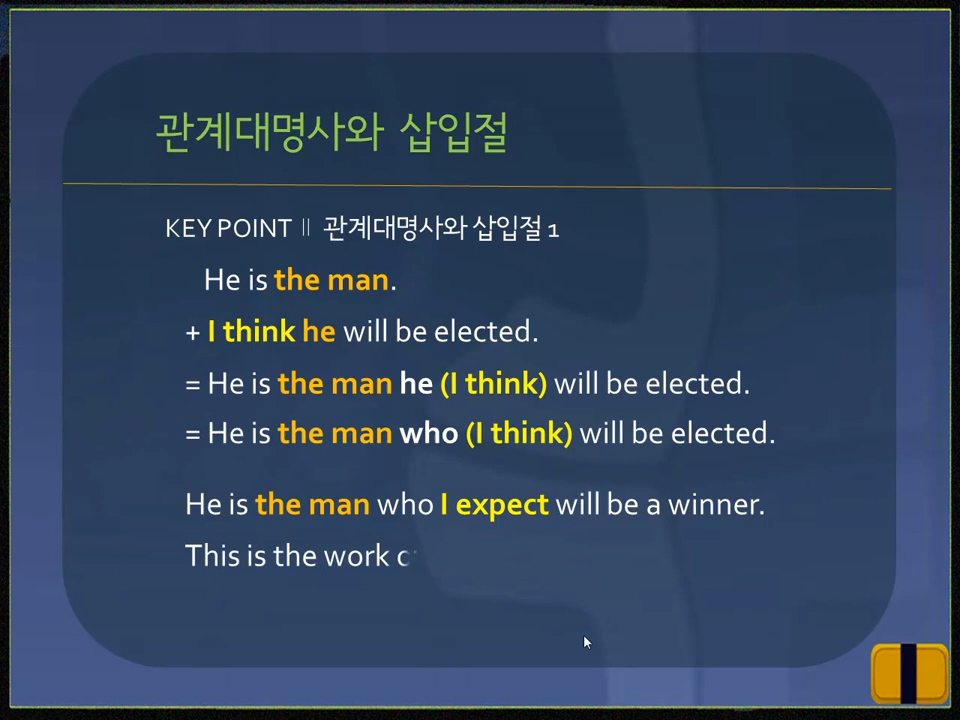 관계대명사와 삽입절
KEY POINT Ⅱ 관계대명사와 삽입절 1
He is the man.
+ I think he will be elected.
= He is the man he (I think) will be elected.
= He is the man who (I think) will be elected.
He is the man who I expect will be a winner.
This is the work